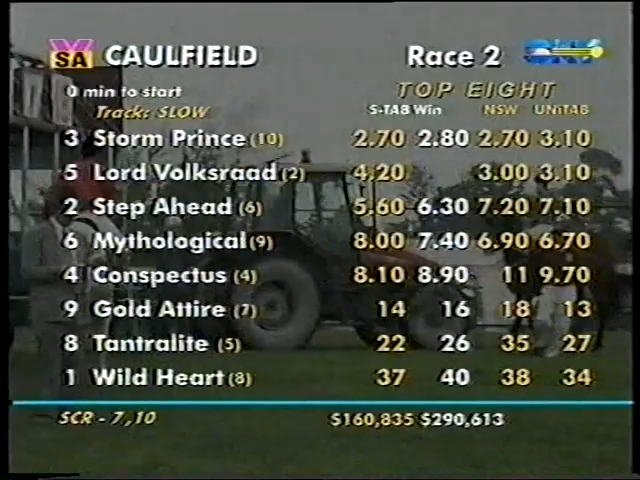 SA CAULFIELD Race 2 SKY
0 min to start TOP EIGHT
Track: SLOW S-TAB Win NSW UNiTAB
3 Storm Prince (10) 2.70 2.80 2.70 3.10
5 Lord Volksraad (2) 4.20 3.00 3.10
2 Step Ahead (6) 5.60 6.30 7.20 7.10
6 Mythological (9) 8.00 7.40 6.90 6.70
4 Conspectus (4) 8.10 8.90 11 9.70
9 Gold Attire (7) 14 16 18 13
8 Tantralite (5) 22 26 35 27
1 Wild Heart (8) 37 40 38 34
SCR - 7,10 $160,835 $290,613